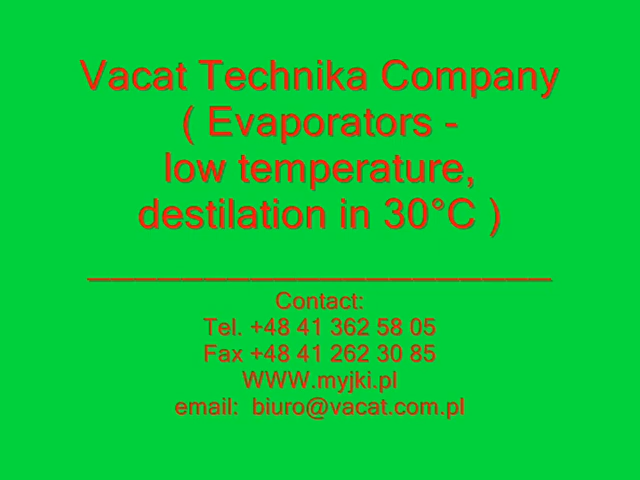 Vacat Technika Company
( Evaporators -
low temperature,
destilation in 30°C )
____________________
Contact:
Tel. +48 41 362 58 05
Fax +48 41 262 30 85
WWW.myjki.pl
email:  biuro@vacat.com.pl